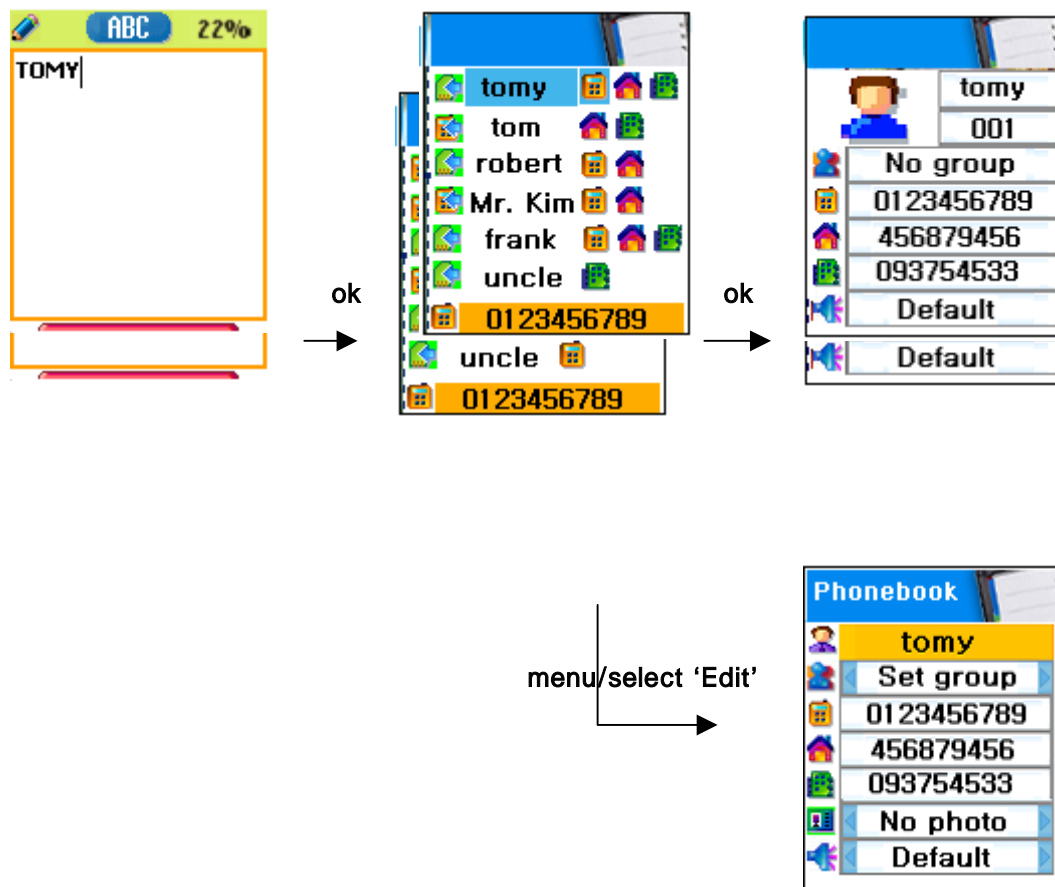 ABC 22%
TOMY
ok
tomy
tom
robert
Mr. Kim
frank
uncle
0123456789
uncle
0123456789
ok
tomy
001
No group
0123456789
456879456
093754533
Default
Default
menu/select ‘Edit’
Phonebook
tomy
Set group
0123456789
456879456
093754533
No photo
Default